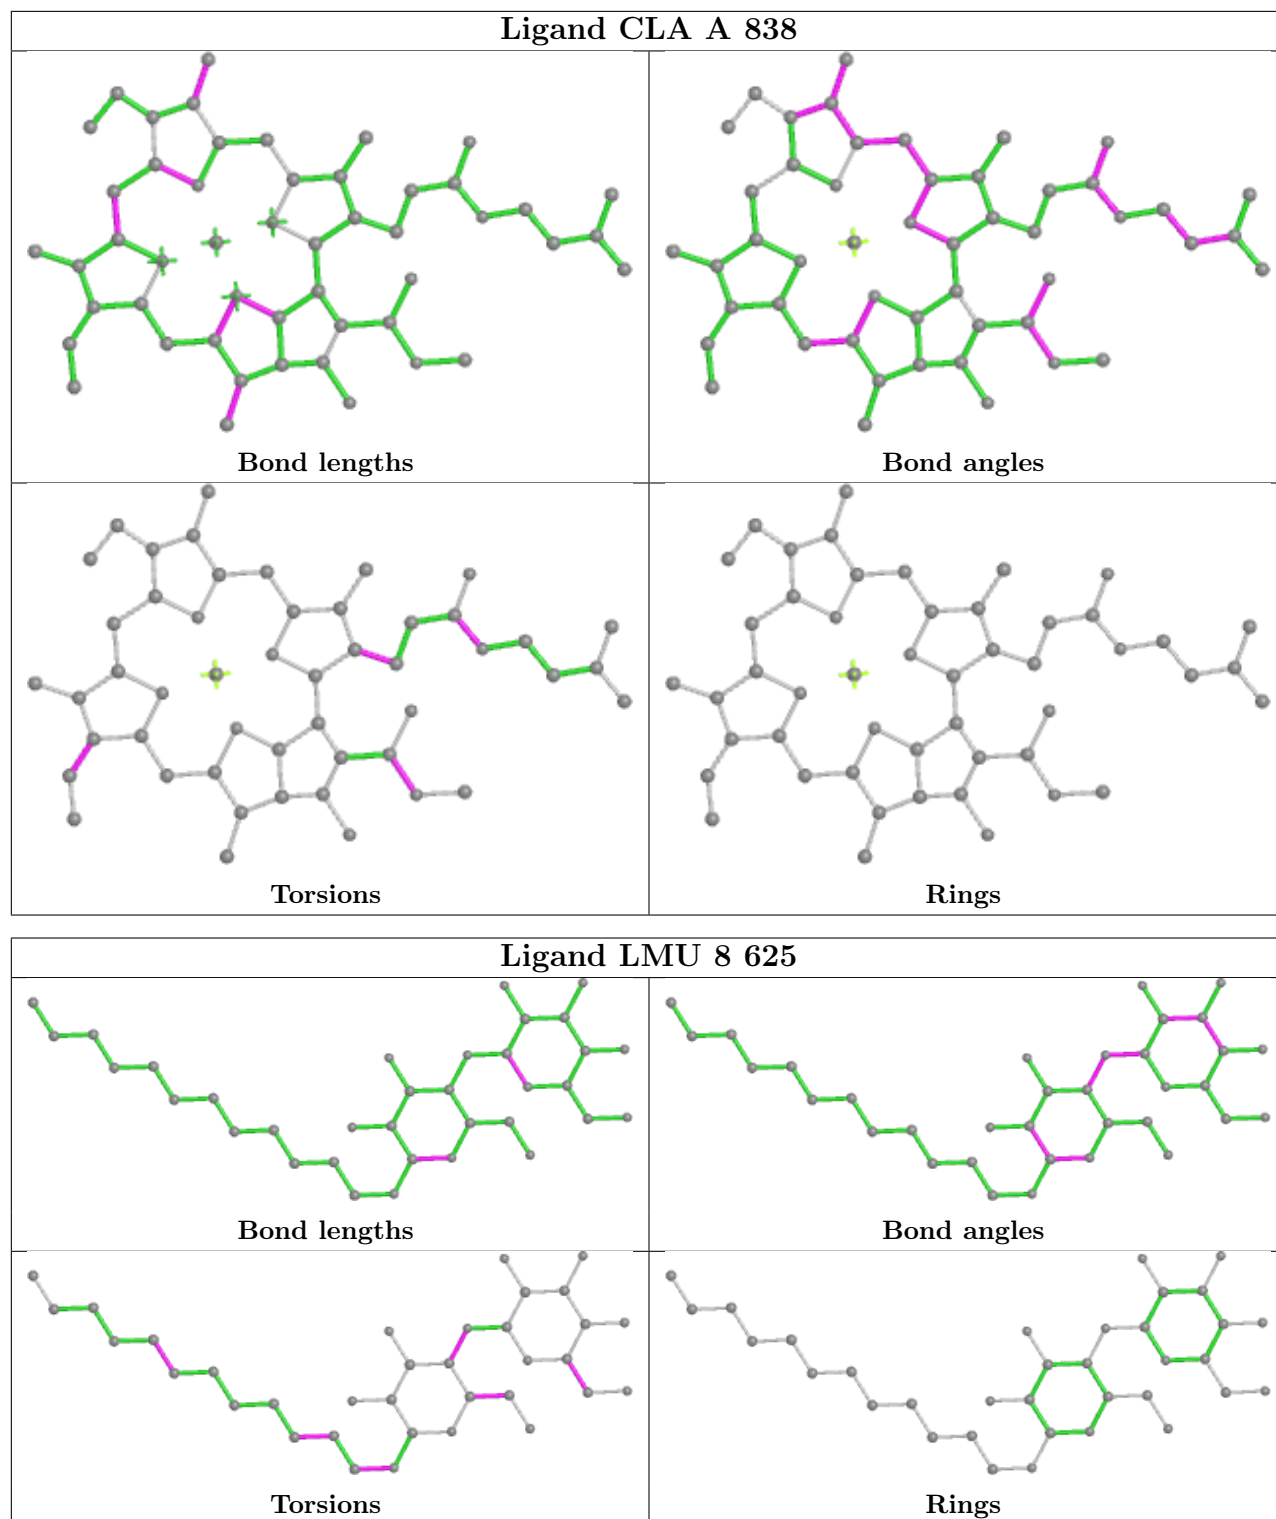 Ligand CLA A 838
Bond lengths
Bond angles
Torsions
Rings
Ligand LMU 8 625
Bond lengths
Bond angles
Torsions
Rings